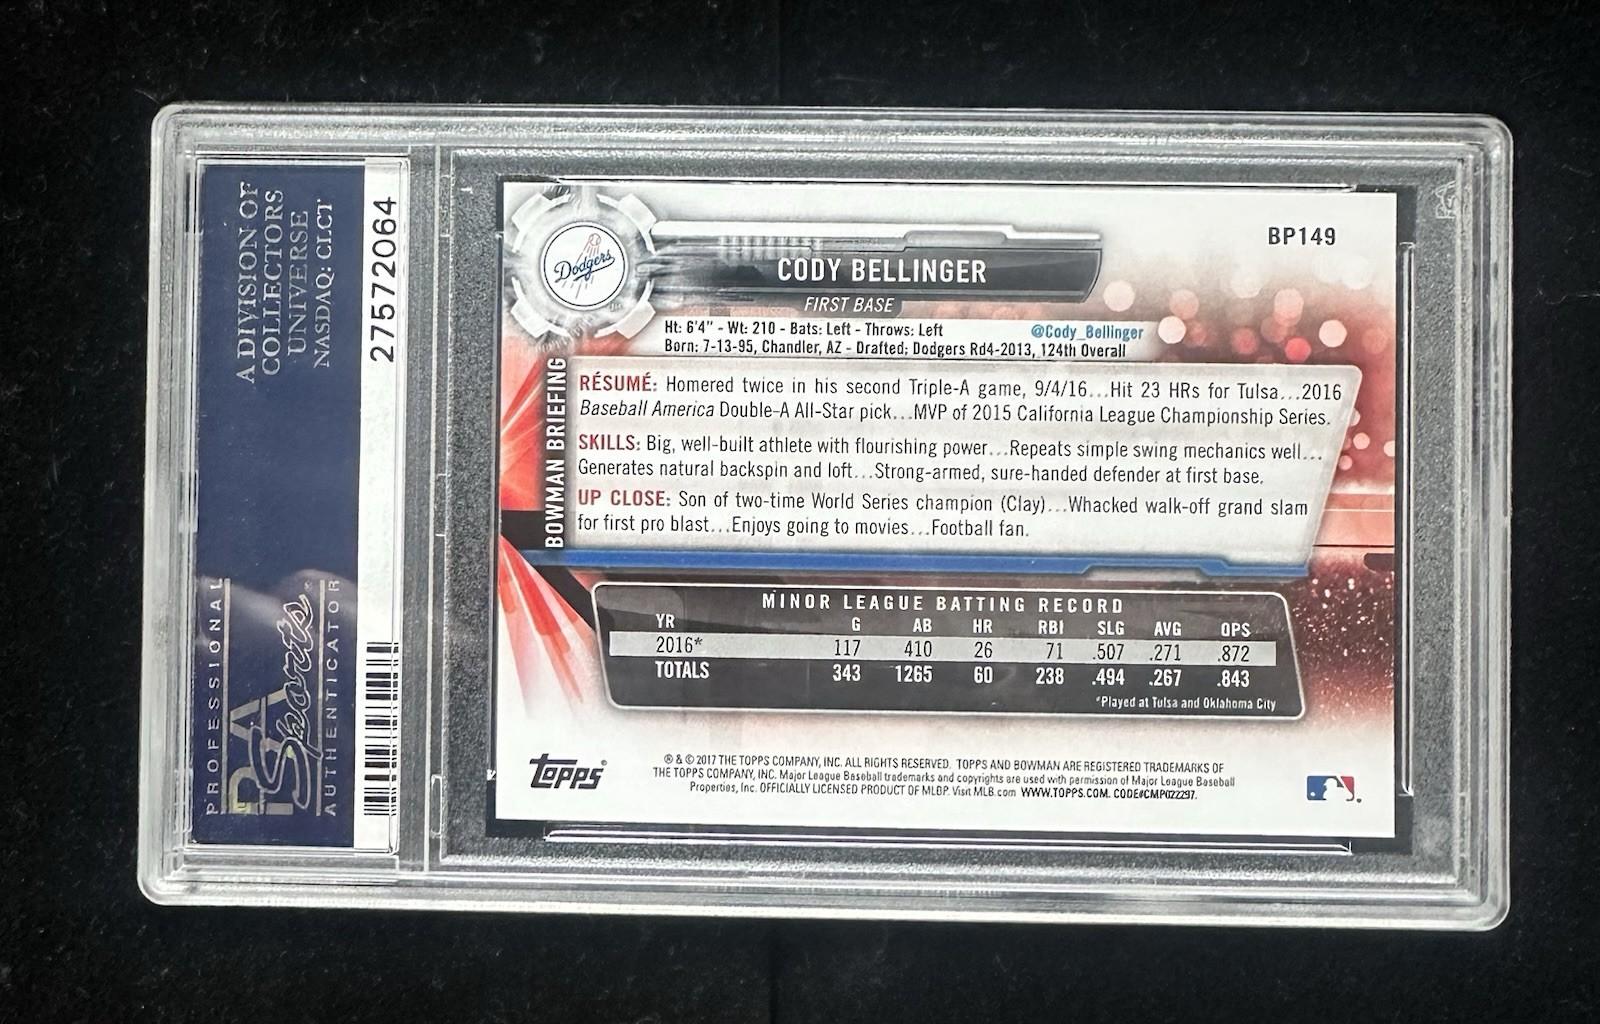 A DIVISION OF
COLLECTORS
UNIVERSE
NASDAQ: CLCT
27572064
PROFESSIONAL
PSA
Sports
AUTHENTICATOR
Dodgers
BP149
CODY BELLINGER
FIRST BASE
Ht: 6'4" - Wt: 210 - Bats: Left - Throws: Left @Cody_Bellinger
Born: 7-13-95, Chandler, AZ - Drafted: Dodgers Rd4-2013, 124th Overall
BOWMAN BRIEFING
RÉSUMÉ: Homered twice in his second Triple-A game, 9/4/16...Hit 23 HRs for Tulsa...2016
Baseball America Double-A All-Star pick...MVP of 2015 California League Championship Series.
SKILLS: Big, well-built athlete with flourishing power...Repeats simple swing mechanics well...
Generates natural backspin and loft...Strong-armed, sure-handed defender at first base.
UP CLOSE: Son of two-time World Series champion (Clay)...Whacked walk-off grand slam
for first pro blast...Enjoys going to movies...Football fan.
MINOR LEAGUE BATTING RECORD
YR G AB HR RBI SLG AVG OPS
2016* 117 410 26 71 .507 .271 .872
TOTALS 343 1265 60 238 .494 .267 .843
*Played at Tulsa and Oklahoma City
Topps®
® & © 2017 THE TOPPS COMPANY, INC. ALL RIGHTS RESERVED. TOPPS AND BOWMAN ARE REGISTERED TRADEMARKS OF
THE TOPPS COMPANY, INC. Major League Baseball trademarks and copyrights are used with permission of Major League Baseball
Properties, Inc. OFFICIALLY LICENSED PRODUCT OF MLBP. Visit MLB.com WWW.TOPPS.COM. CODE#CMP022297.